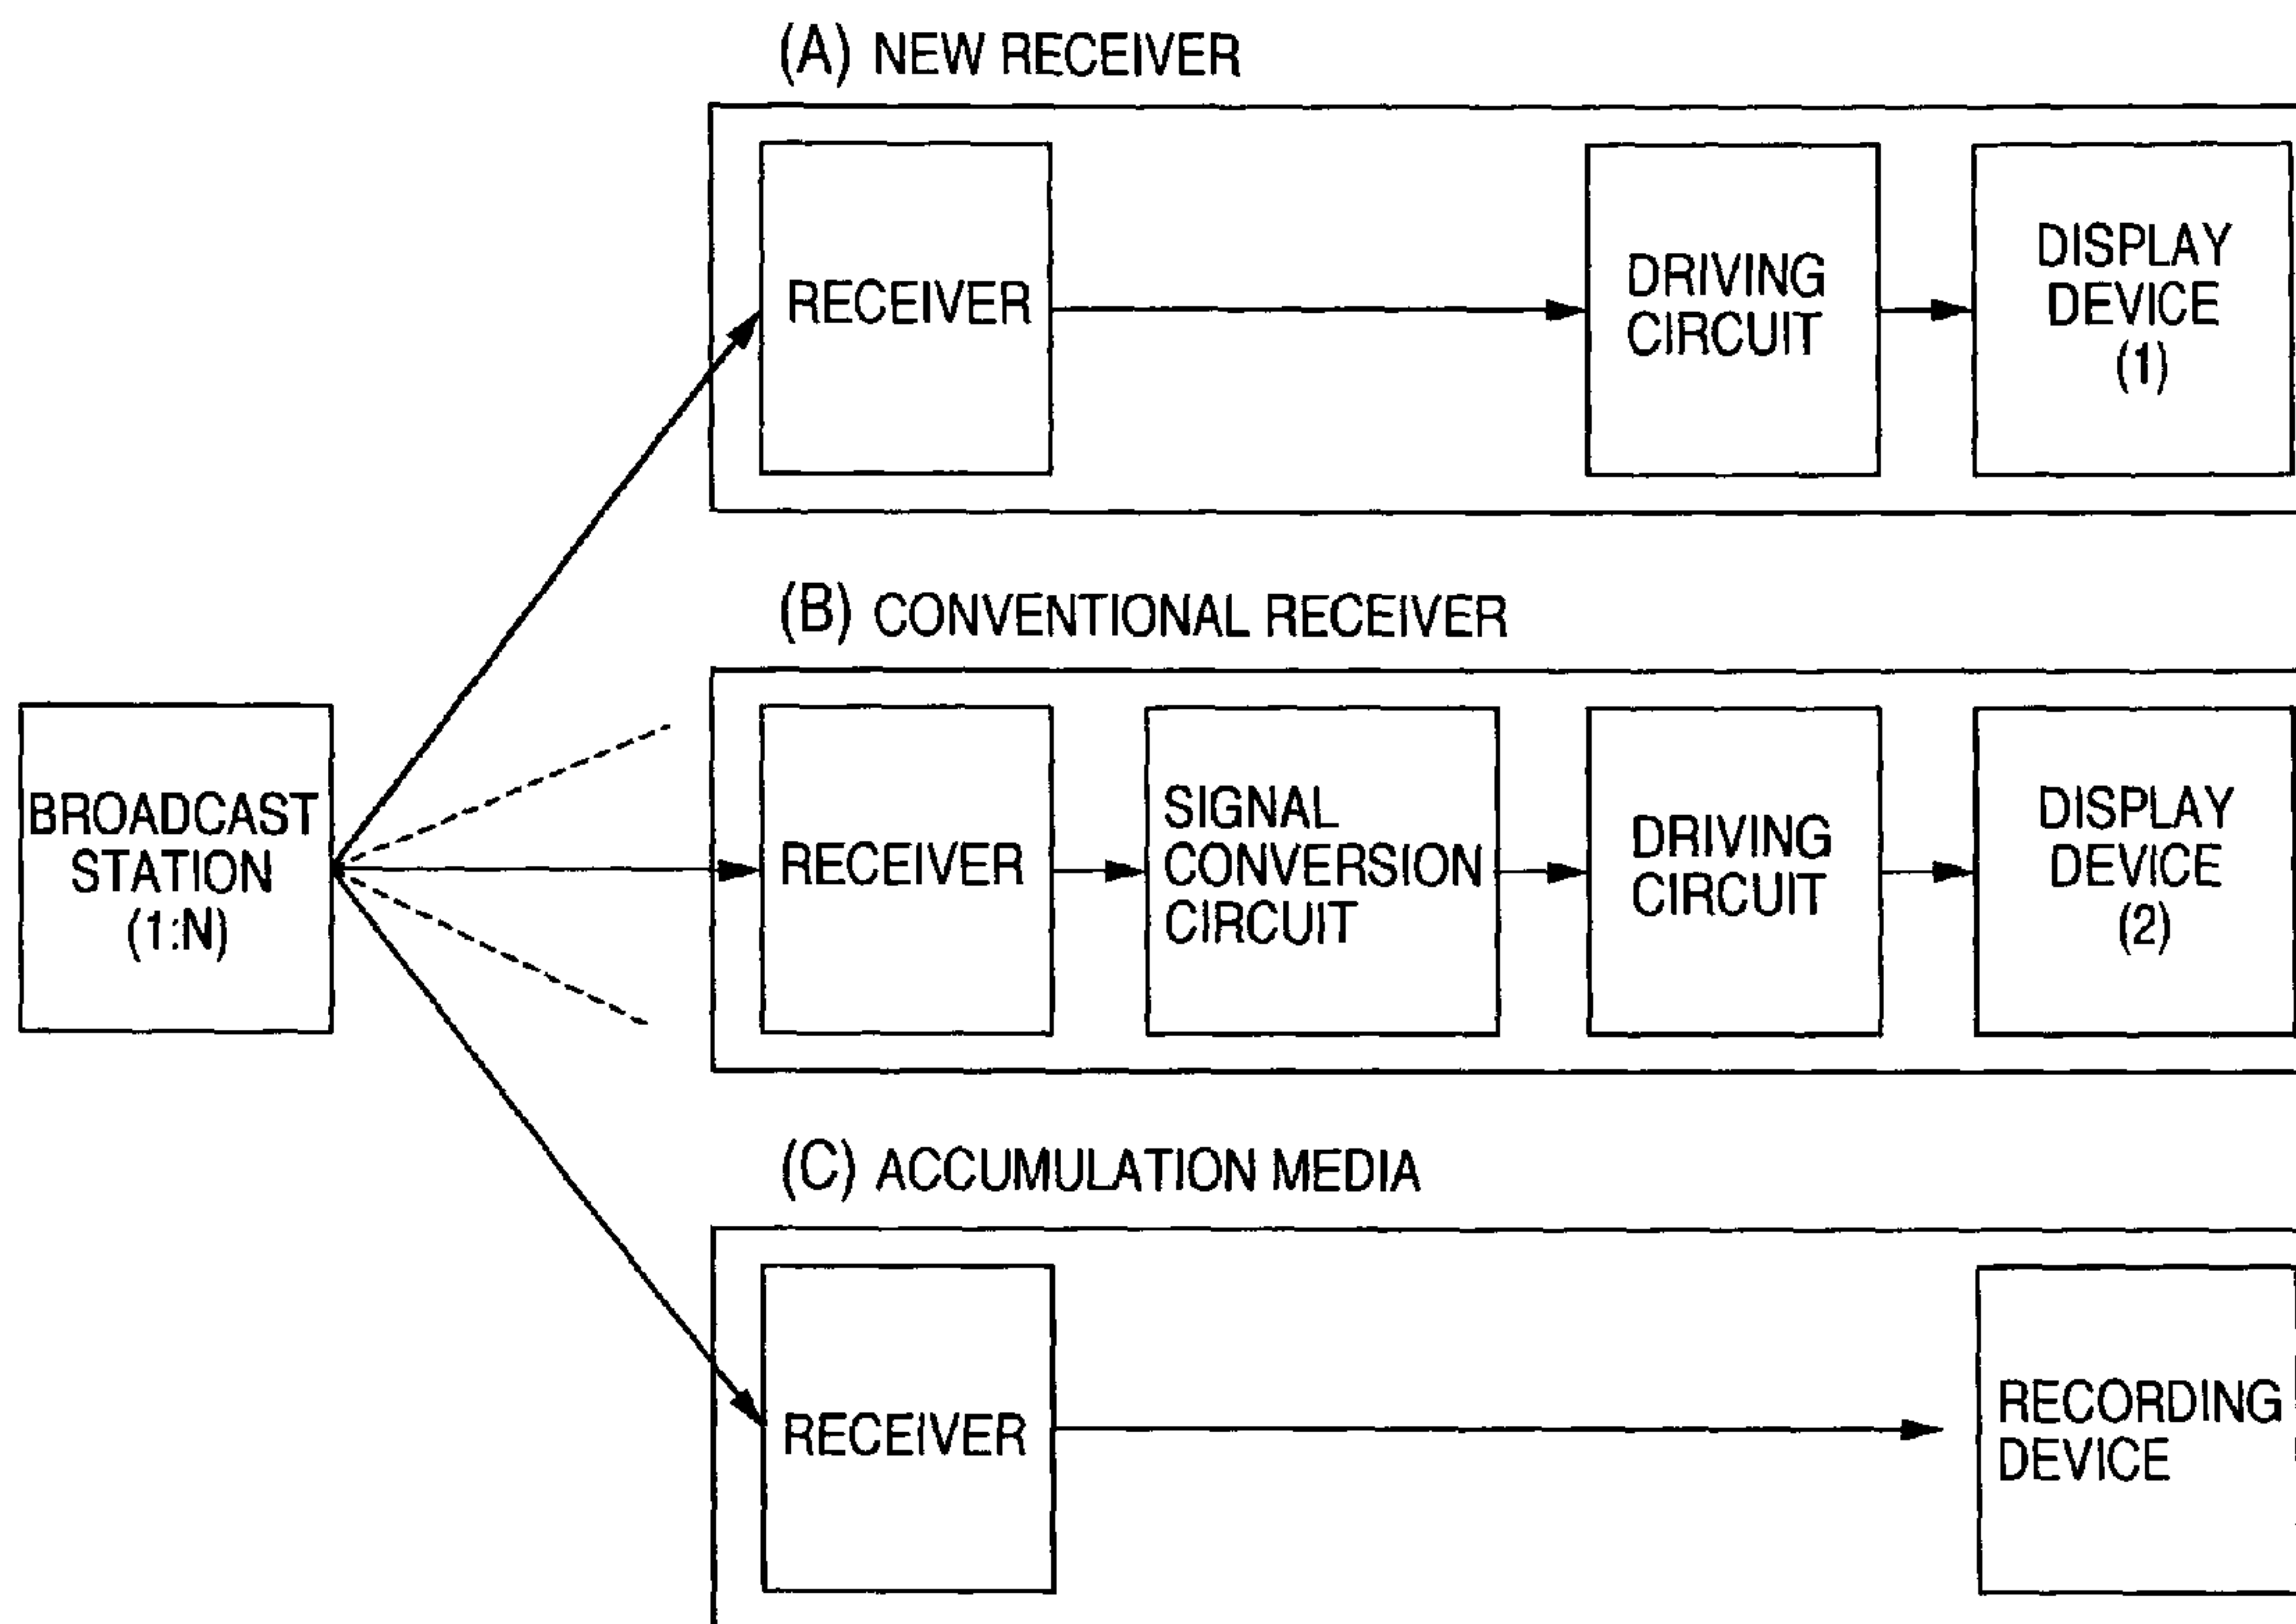 (A) NEW RECEIVER
RECEIVER
DRIVING
CIRCUIT
DISPLAY
DEVICE
(1)
(B) CONVENTIONAL RECEIVER
BROADCAST
STATION
(1:N)
RECEIVER
SIGNAL
CONVERSION
CIRCUIT
DRIVING
CIRCUIT
DISPLAY
DEVICE
(2)
(C) ACCUMULATION MEDIA
RECEIVER
RECORDING
DEVICE